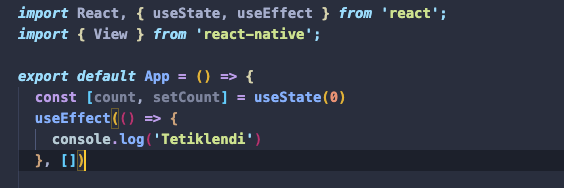 import React, { useState, useEffect } from 'react';
import { View } from 'react-native';
export default App = () => {
const [count, setCount] = useState(0)
useEffect(() => {
console.log('Tetiklendi')
}, [])